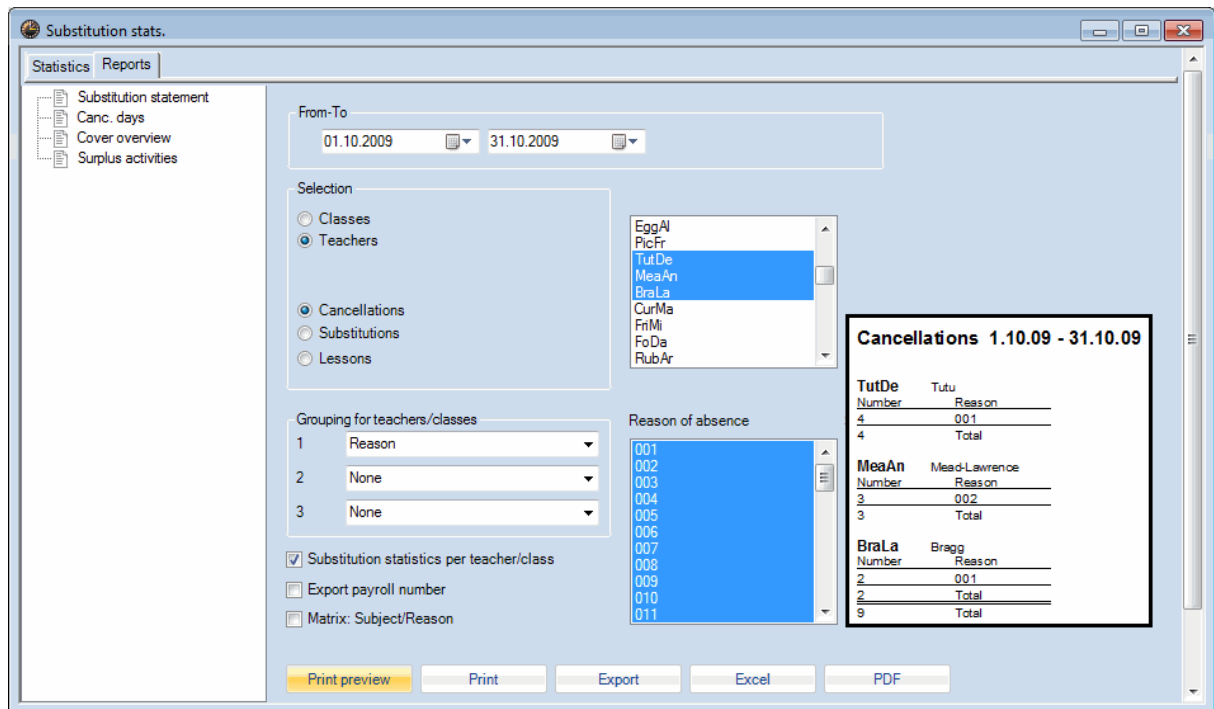 Substitution stats.
Statistics Reports
Substitution statement
Canc. days
Cover overview
Surplus activities
From-To
01.10.2009 31.10.2009
Selection
Classes
Teachers
Cancellations
Substitutions
Lessons
EggAl
PicFr
TutDe
MeaAn
BraLa
CurMa
FriMi
FoDa
RubAr
Grouping for teachers/classes
1 Reason
2 None
3 None
Substitution statistics per teacher/class
Export payroll number
Matrix: Subject/Reason
Reason of absence
001
002
003
004
005
006
007
008
009
010
011
Cancellations 1.10.09 - 31.10.09
TutDe Tutu
Number Reason
4 001
4 Total
MeaAn Mead-Lawrence
Number Reason
3 002
3 Total
BraLa Bragg
Number Reason
2 001
2 Total
9 Total
Print preview Print Export Excel PDF